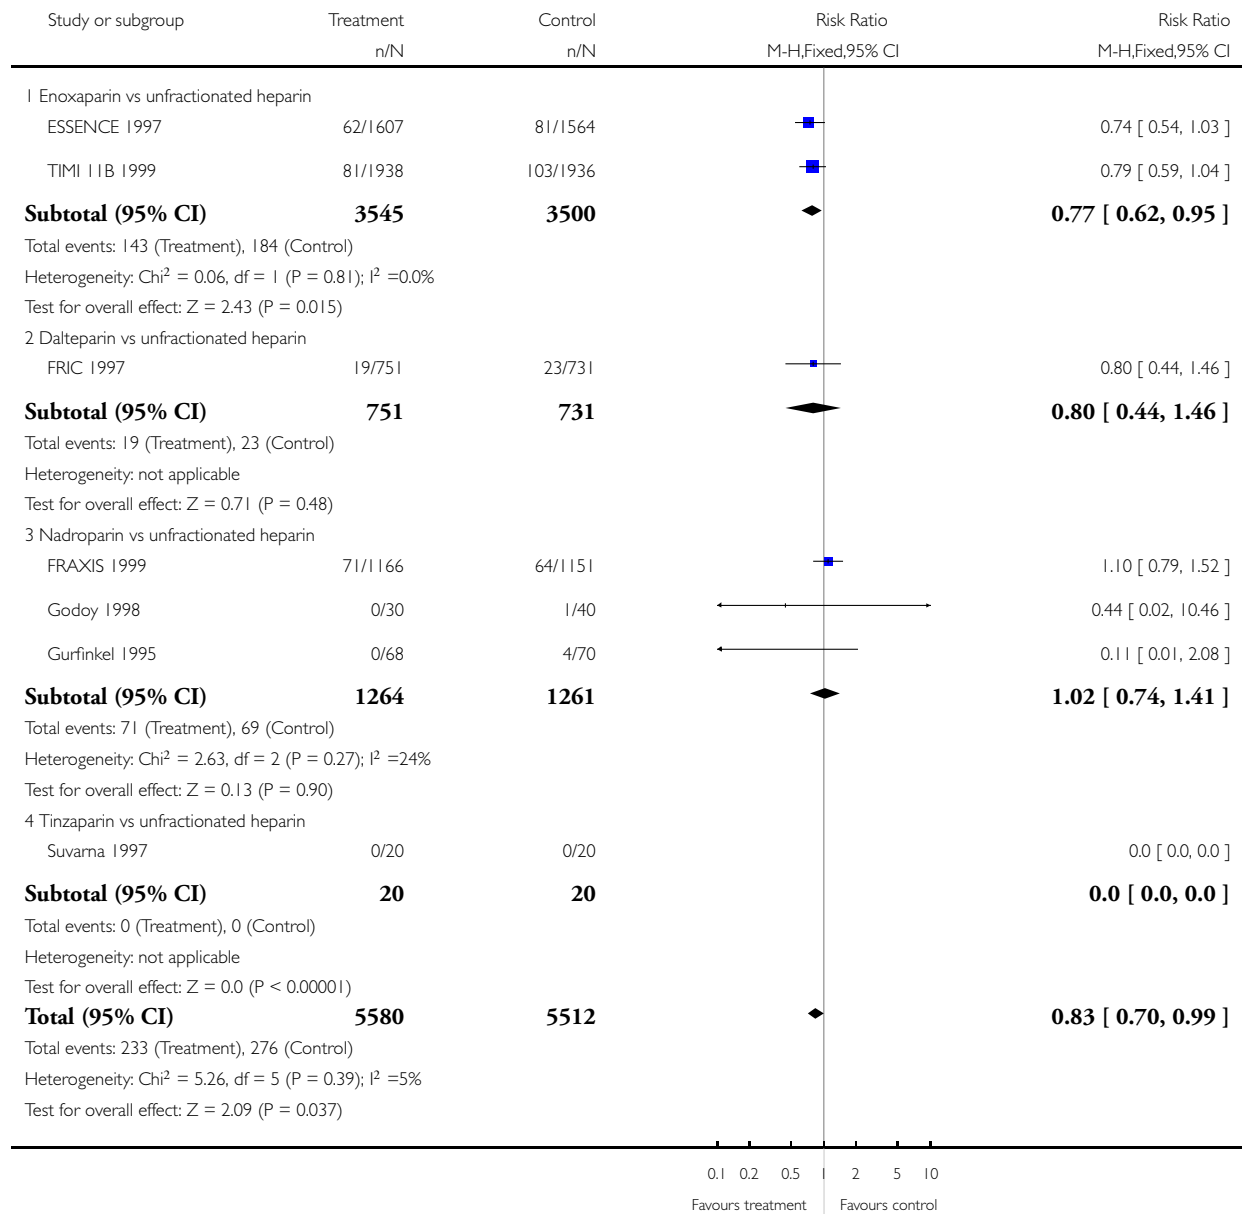 Study or subgroup Treatment Control Risk Ratio Risk Ratio
n/N n/N M-H,Fixed,95% CI M-H,Fixed,95% CI
1 Enoxaparin vs unfractionated heparin
ESSENCE 1997 62/1607 81/1564 0.74 [ 0.54, 1.03 ]
TIMI 11B 1999 81/1938 103/1936 0.79 [ 0.59, 1.04 ]
Subtotal (95% CI) 3545 3500 0.77 [ 0.62, 0.95 ]
Total events: 143 (Treatment), 184 (Control)
Heterogeneity: Chi² = 0.06, df = 1 (P = 0.81); I² =0.0%
Test for overall effect: Z = 2.43 (P = 0.015)
2 Dalteparin vs unfractionated heparin
FRIC 1997 19/751 23/731 0.80 [ 0.44, 1.46 ]
Subtotal (95% CI) 751 731 0.80 [ 0.44, 1.46 ]
Total events: 19 (Treatment), 23 (Control)
Heterogeneity: not applicable
Test for overall effect: Z = 0.71 (P = 0.48)
3 Nadroparin vs unfractionated heparin
FRAXIS 1999 71/1166 64/1151 1.10 [ 0.79, 1.52 ]
Godoy 1998 0/30 1/40 0.44 [ 0.02, 10.46 ]
Gurfinkel 1995 0/68 4/70 0.11 [ 0.01, 2.08 ]
Subtotal (95% CI) 1264 1261 1.02 [ 0.74, 1.41 ]
Total events: 71 (Treatment), 69 (Control)
Heterogeneity: Chi² = 2.63, df = 2 (P = 0.27); I² =24%
Test for overall effect: Z = 0.13 (P = 0.90)
4 Tinzaparin vs unfractionated heparin
Suvarna 1997 0/20 0/20 0.0 [ 0.0, 0.0 ]
Subtotal (95% CI) 20 20 0.0 [ 0.0, 0.0 ]
Total events: 0 (Treatment), 0 (Control)
Heterogeneity: not applicable
Test for overall effect: Z = 0.0 (P < 0.00001)
Total (95% CI) 5580 5512 0.83 [ 0.70, 0.99 ]
Total events: 233 (Treatment), 276 (Control)
Heterogeneity: Chi² = 5.26, df = 5 (P = 0.39); I² =5%
Test for overall effect: Z = 2.09 (P = 0.037)
0.1 0.2 0.5 1 2 5 10
Favours treatment Favours control